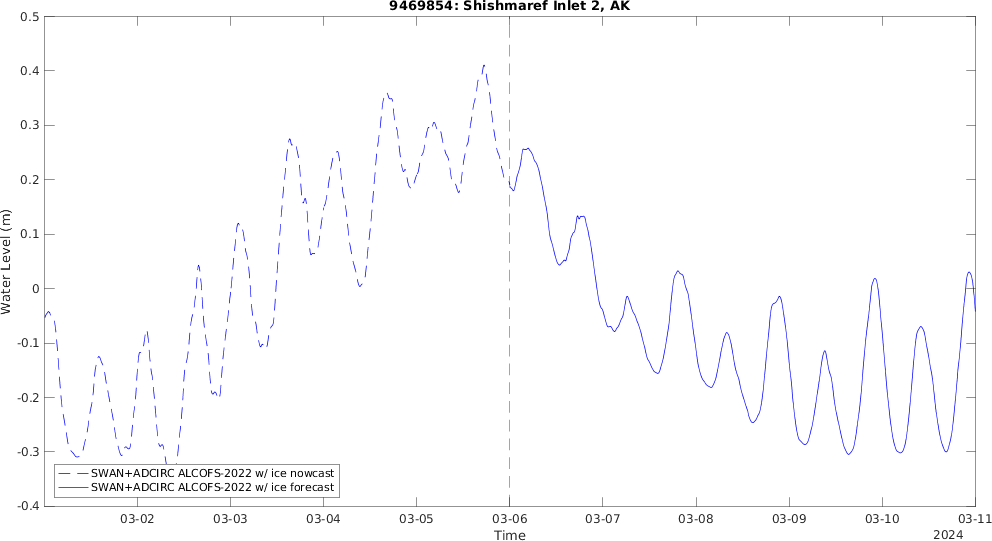 9469854: Shishmaref Inlet 2, AK
0.5
0.4
0.3
0.2
0.1
0
-0.1
-0.2
-0.3
-0.4
Water Level (m)
SWAN+ADCIRC ALCOFS-2022 w/ ice nowcast
SWAN+ADCIRC ALCOFS-2022 w/ ice forecast
03-02 03-03 03-04 03-05 03-06 03-07 03-08 03-09 03-10 03-11
Time
2024